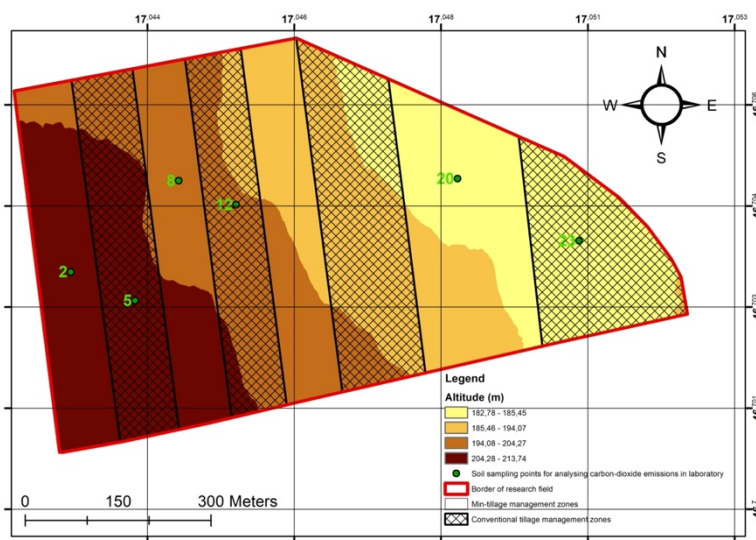 17,044
17,046
17,048
17,051
17,053
N
W E
S
8
20
12
2
5
Legend
Altitude (m)
182,78 - 185,45
185,46 - 194,07
194,08 - 204,27
204,28 - 213,74
Soil sampling points for analysing carbon-dioxide emissions in laboratory
Border of research field
Min-tillage management zones
Conventional tillage management zones
0 150 300 Meters